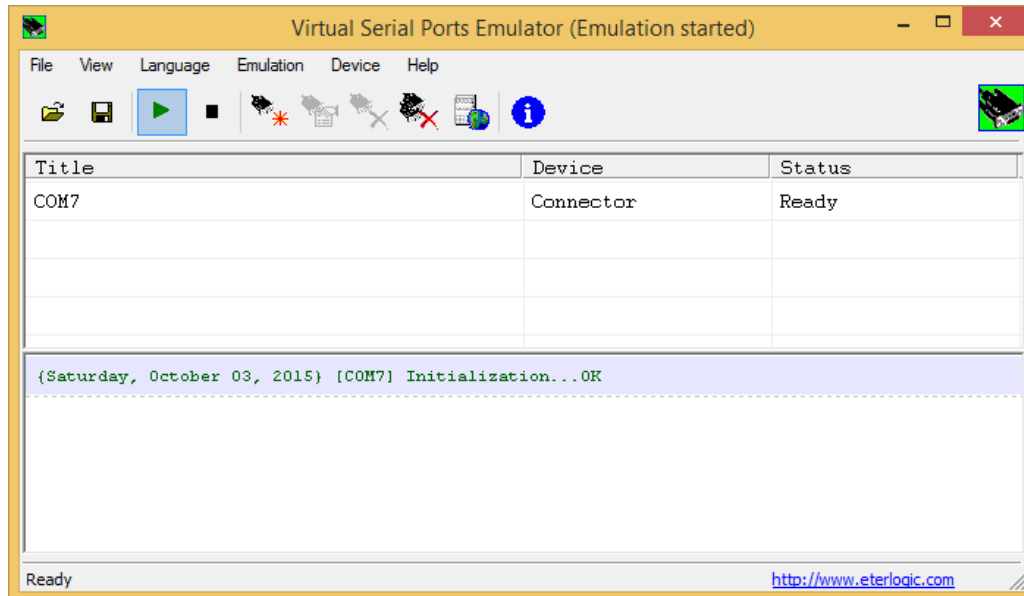 Virtual Serial Ports Emulator (Emulation started)
File View Language Emulation Device Help
Title Device Status
COM7 Connector Ready
{Saturday, October 03, 2015} [COM7] Initialization...OK
Ready http://www.eterlogic.com